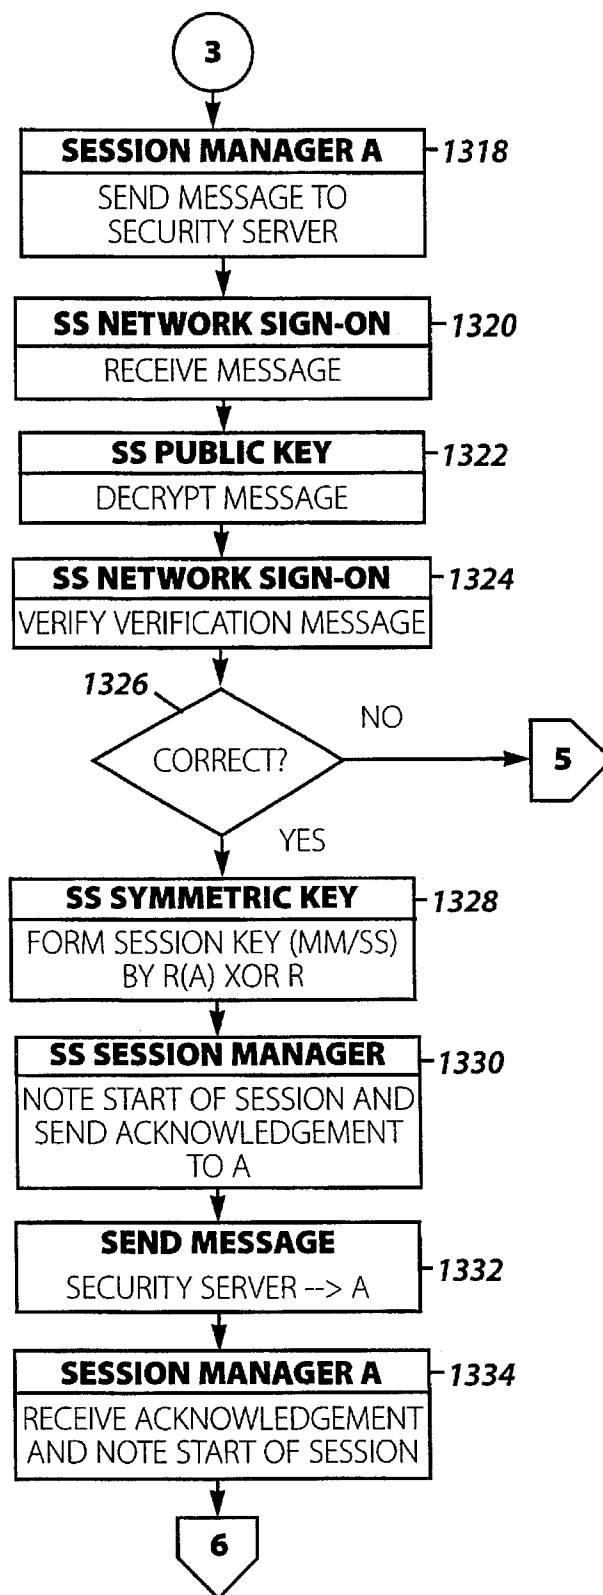 3
SESSION MANAGER A
1318
SEND MESSAGE TO
SECURITY SERVER
SS NETWORK SIGN-ON
1320
RECEIVE MESSAGE
SS PUBLIC KEY
1322
DECRYPT MESSAGE
SS NETWORK SIGN-ON
1324
VERIFY VERIFICATION MESSAGE
1326
NO
CORRECT?
5
YES
SS SYMMETRIC KEY
1328
FORM SESSION KEY (MM/SS)
BY R(A) XOR R
SS SESSION MANAGER
1330
NOTE START OF SESSION AND
SEND ACKNOWLEDGEMENT
TO A
SEND MESSAGE
1332
SECURITY SERVER --> A
SESSION MANAGER A
1334
RECEIVE ACKNOWLEDGEMENT
AND NOTE START OF SESSION
6